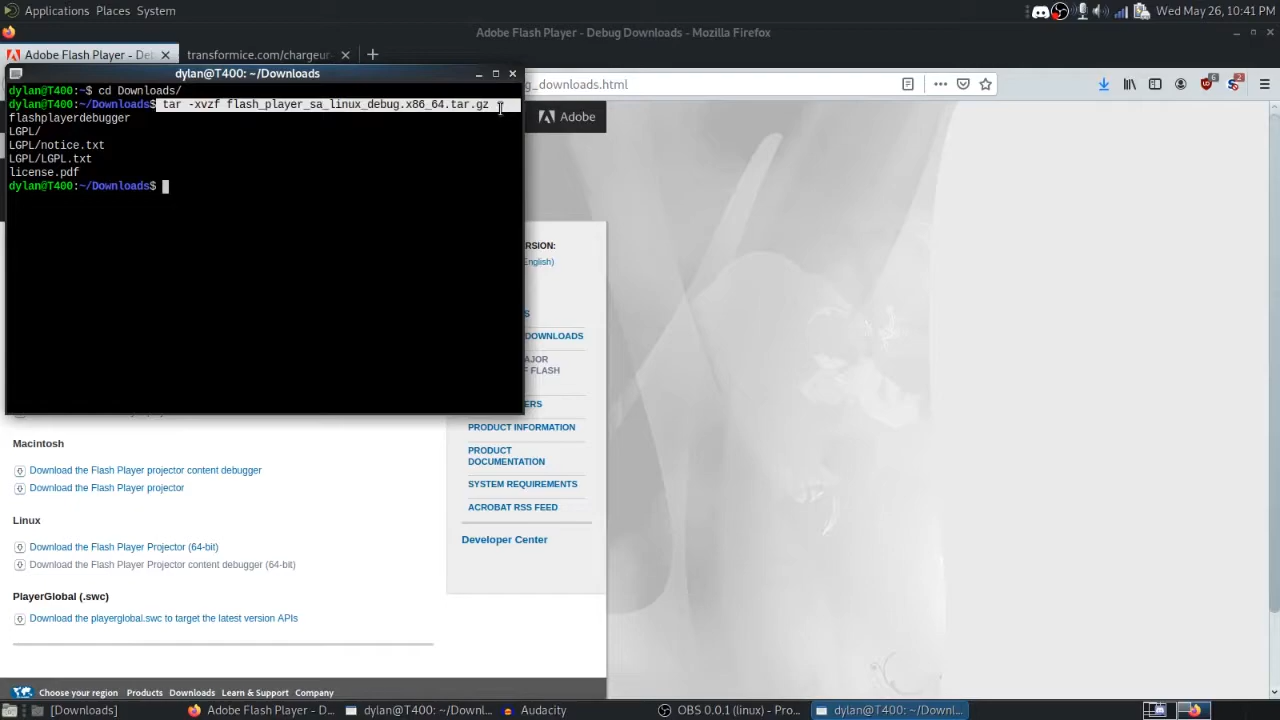 Applications Places System
Wed May 26, 10:41 PM
Adobe Flash Player - Debug Downloads - Mozilla Firefox
Adobe Flash Player - Deb
transformice.com/chargeur-
g_downloads.html
6
2
dylan@T400: ~/Downloads
dylan@T400:~$ cd Downloads/
dylan@T400:~/Downloads$ tar -xvzf flash_player_sa_linux_debug.x86_64.tar.gz
flashplayerdebugger
LGPL/
LGPL/notice.txt
LGPL/LGPL.txt
license.pdf
dylan@T400:~/Downloads$
Adobe
RSION:
English)
S
DOWNLOADS
AJOR
F FLASH
ERS
PRODUCT INFORMATION
PRODUCT
DOCUMENTATION
SYSTEM REQUIREMENTS
ACROBAT RSS FEED
Developer Center
Macintosh
Download the Flash Player projector content debugger
Download the Flash Player projector
Linux
Download the Flash Player Projector (64-bit)
Download the Flash Player Projector content debugger (64-bit)
PlayerGlobal (.swc)
Download the playerglobal.swc to target the latest version APIs
Choose your region Products Downloads Learn & Support Company
[Downloads]
Adobe Flash Player - D...
dylan@T400: ~/Downl...
Audacity
OBS 0.0.1 (linux) - Pro...
dylan@T400: ~/Downl...